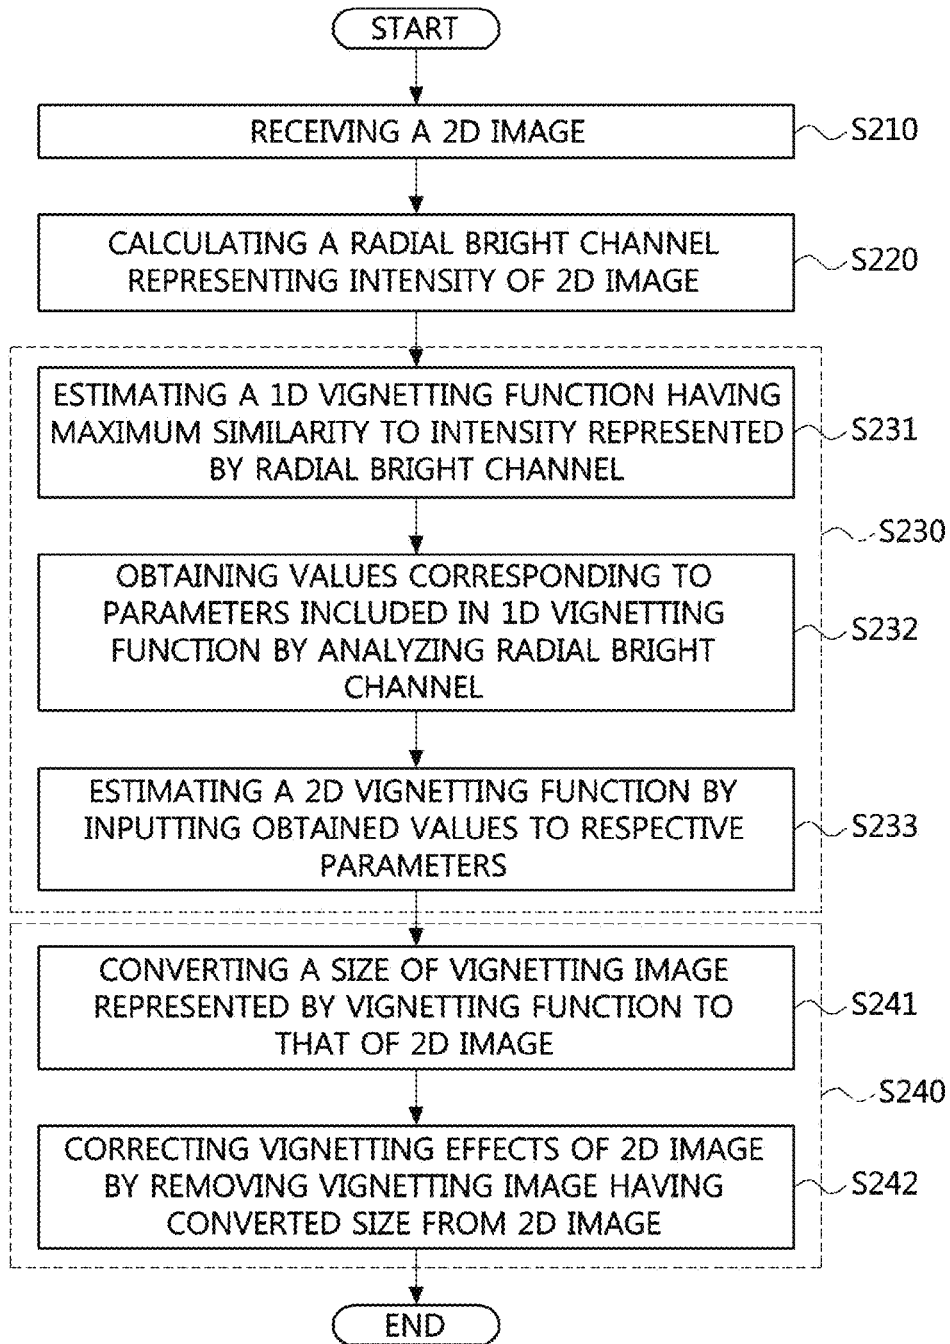 START
RECEIVING A 2D IMAGE
S210
CALCULATING A RADIAL BRIGHT CHANNEL
REPRESENTING INTENSITY OF 2D IMAGE
S220
ESTIMATING A 1D VIGNETTING FUNCTION HAVING
MAXIMUM SIMILARITY TO INTENSITY REPRESENTED
BY RADIAL BRIGHT CHANNEL
S231
S230
OBTAINING VALUES CORRESPONDING TO
PARAMETERS INCLUDED IN 1D VIGNETTING
FUNCTION BY ANALYZING RADIAL BRIGHT
CHANNEL
S232
ESTIMATING A 2D VIGNETTING FUNCTION BY
INPUTTING OBTAINED VALUES TO RESPECTIVE
PARAMETERS
S233
CONVERTING A SIZE OF VIGNETTING IMAGE
REPRESENTED BY VIGNETTING FUNCTION TO
THAT OF 2D IMAGE
S241
S240
CORRECTING VIGNETTING EFFECTS OF 2D IMAGE
BY REMOVING VIGNETTING IMAGE HAVING
CONVERTED SIZE FROM 2D IMAGE
S242
END